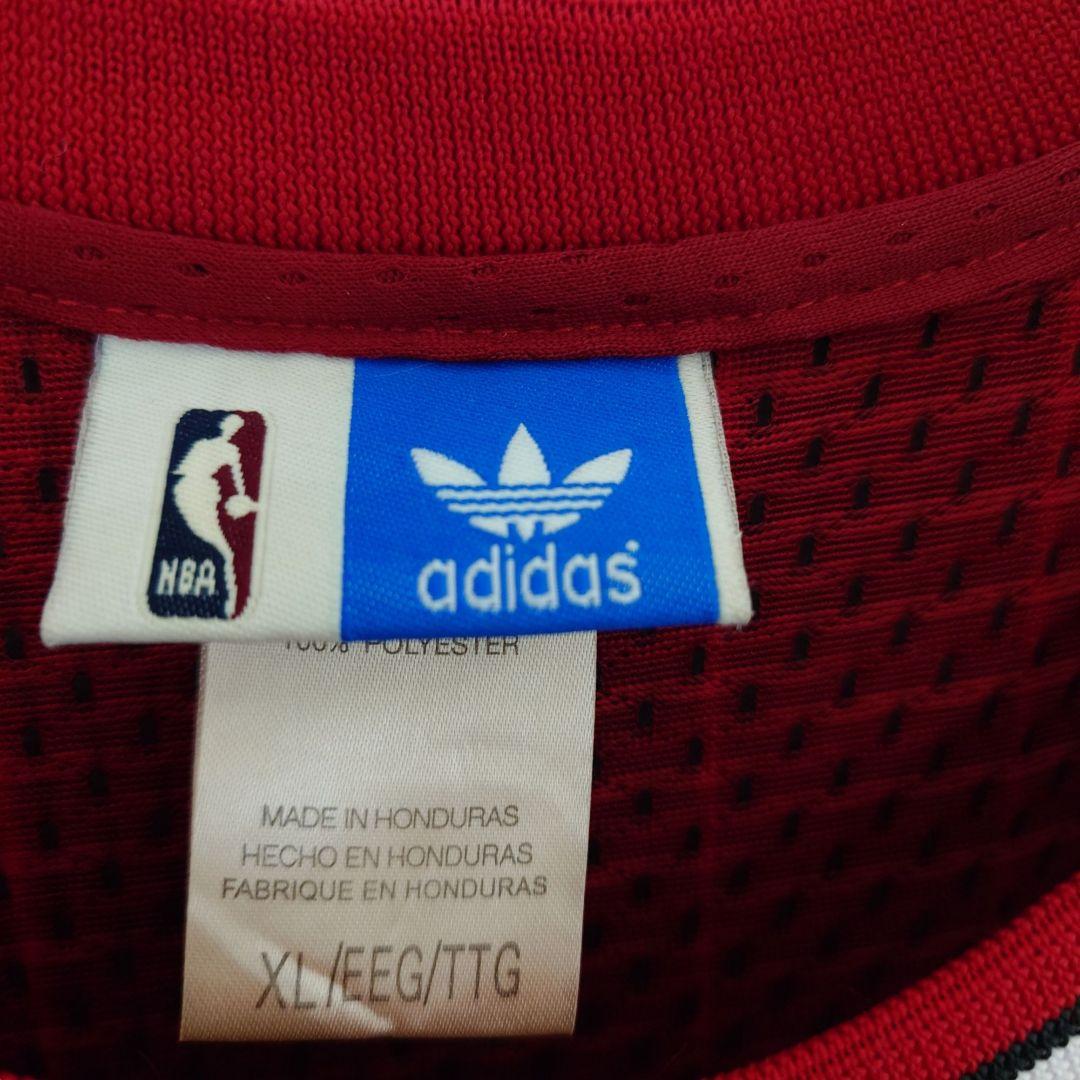 NBA
adidas
100% POLYESTER
MADE IN HONDURAS
HECHO EN HONDURAS
FABRIQUE EN HONDURAS
XL/EEG/TTG